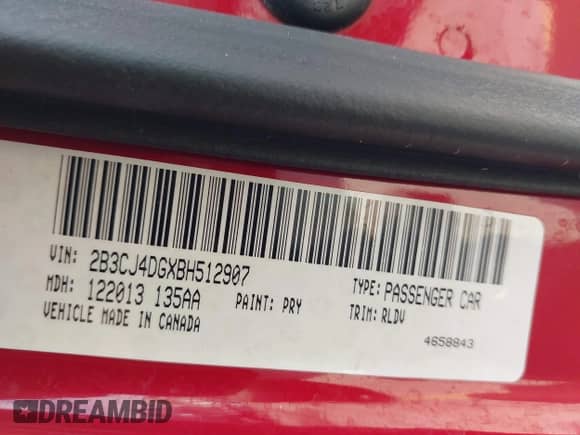 VIN: 2B3CJ4DGXBH512907
TYPE: PASSENGER CAR
MDH: 122013 135AA
PAINT: PRY
TRIM: RLDV
VEHICLE MADE IN CANADA
4658843
DREAMBID